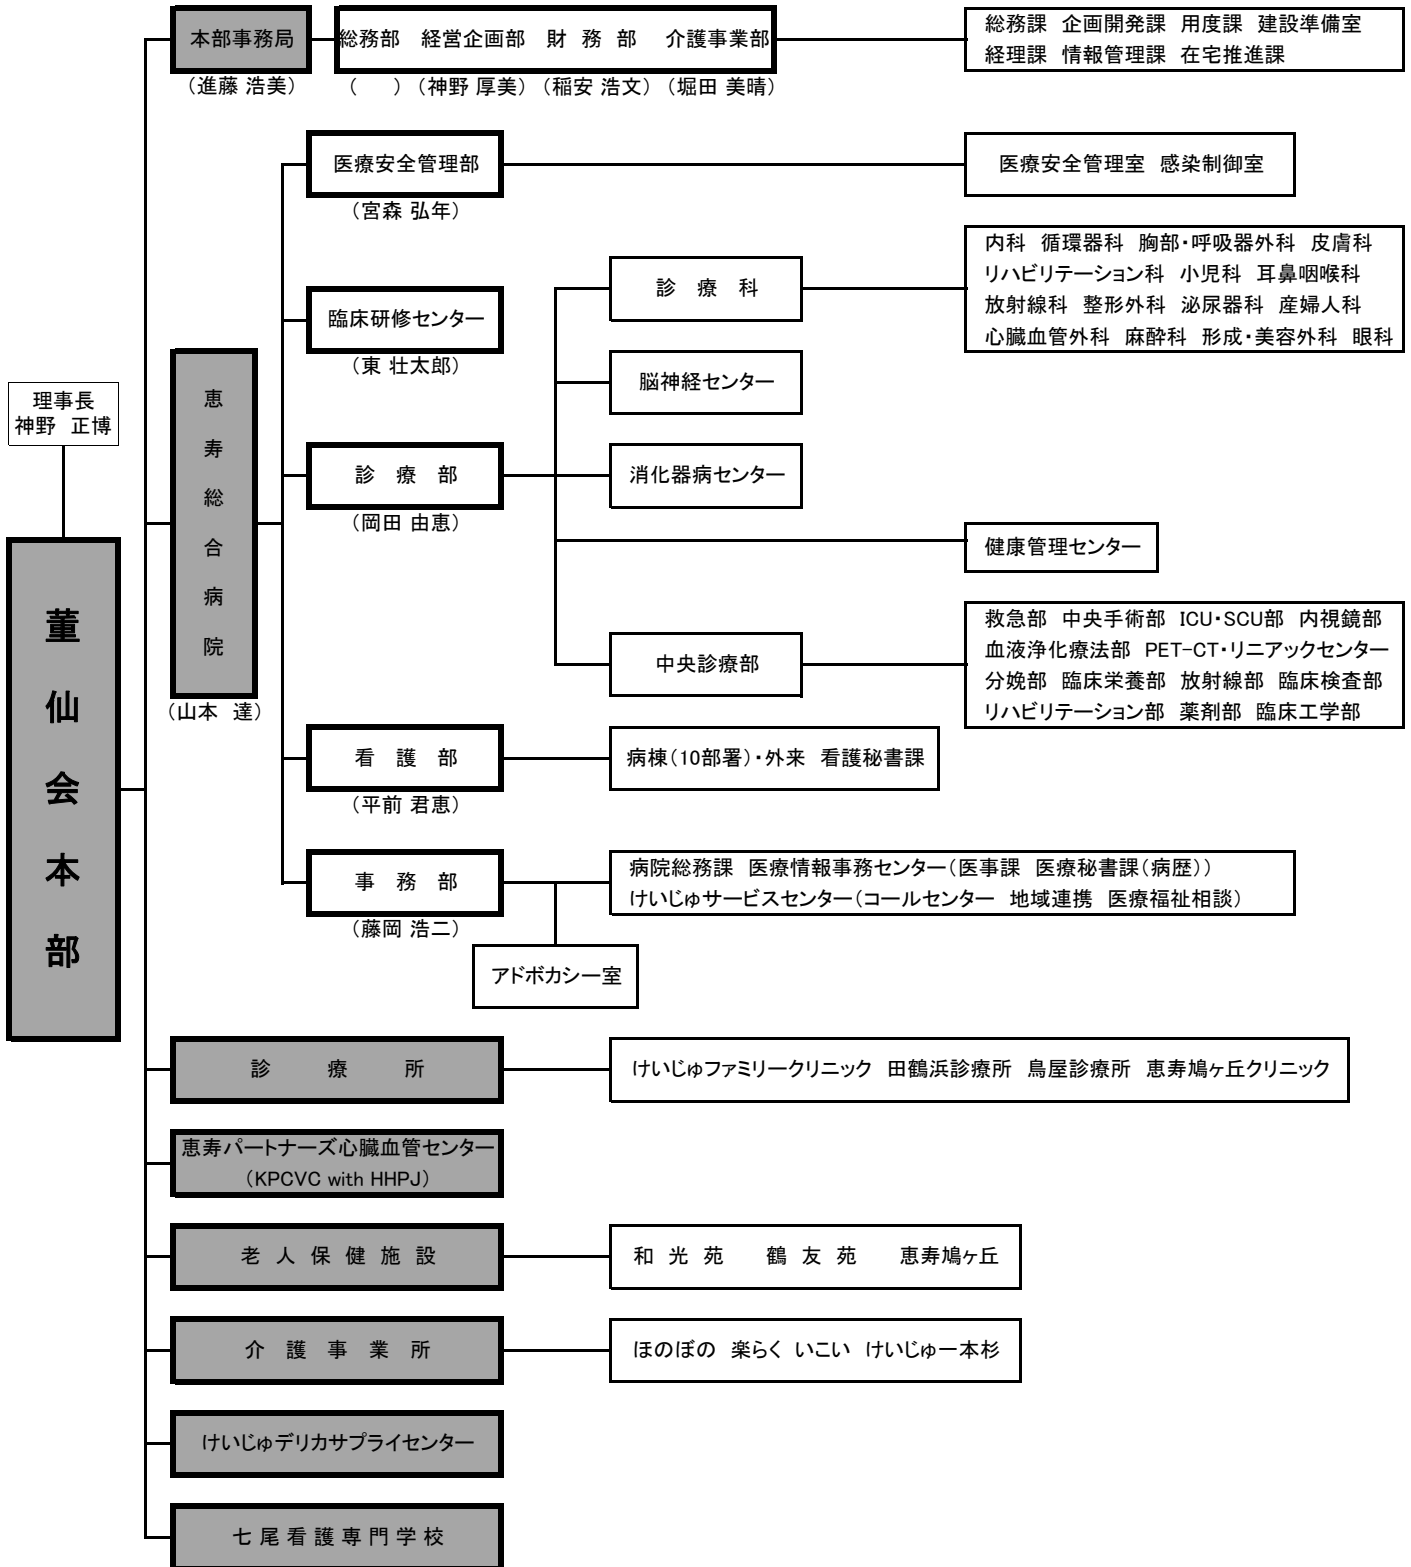 本部事務局
(進藤 浩美)
総務部 経営企画部 財 務 部 介護事業部
( ) (神野 厚美) (稲安 浩文) (堀田 美晴)
総務課 企画開発課 用度課 建設準備室
経理課 情報管理課 在宅推進課
理事長
神野 正博
董仙会本部
恵寿総合病院
(山本 達)
医療安全管理部
(宮森 弘年)
医療安全管理室 感染制御室
臨床研修センター
(東 壮太郎)
診 療 部
(岡田 由恵)
診 療 科
内科 循環器科 胸部・呼吸器外科 皮膚科
リハビリテーション科 小児科 耳鼻咽喉科
放射線科 整形外科 泌尿器科 産婦人科
心臓血管外科 麻酔科 形成・美容外科 眼科
脳神経センター
消化器病センター
健康管理センター
中央診療部
救急部 中央手術部 ICU・SCU部 内視鏡部
血液浄化療法部 PET-CT・リニアックセンター
分娩部 臨床栄養部 放射線部 臨床検査部
リハビリテーション部 薬剤部 臨床工学部
看 護 部
(平前 君恵)
病棟(10部署)・外来 看護秘書課
事 務 部
(藤岡 浩二)
病院総務課 医療情報事務センター(医事課 医療秘書課(病歴))
けいじゅサービスセンター(コールセンター 地域連携 医療福祉相談)
アドボカシー室
診 療 所
けいじゅファミリークリニック 田鶴浜診療所 鳥屋診療所 恵寿鳩ヶ丘クリニック
恵寿パートナーズ心臓血管センター
(KPCVC with HHPJ)
老 人 保 健 施 設
和 光 苑 鶴 友 苑 恵寿鳩ヶ丘
介 護 事 業 所
ほのぼの 楽らく いこい けいじゅ一本杉
けいじゅデリカサプライセンター
七 尾 看 護 専 門 学 校